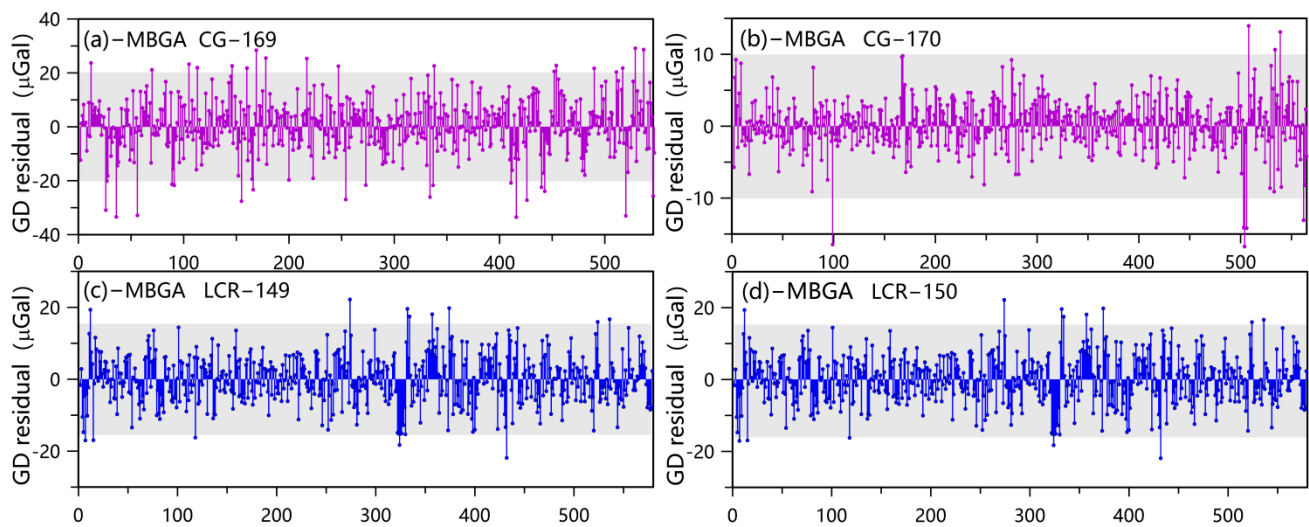 (a)−MBGA CG−169
GD residual (μGal)
40
20
0
-20
-40
0 100 200 300 400 500
(b)−MBGA CG−170
GD residual (μGal)
10
0
-10
0 100 200 300 400 500
(c)−MBGA LCR−149
GD residual (μGal)
20
0
-20
0 100 200 300 400 500
(d)−MBGA LCR−150
GD residual (μGal)
20
0
-20
0 100 200 300 400 500